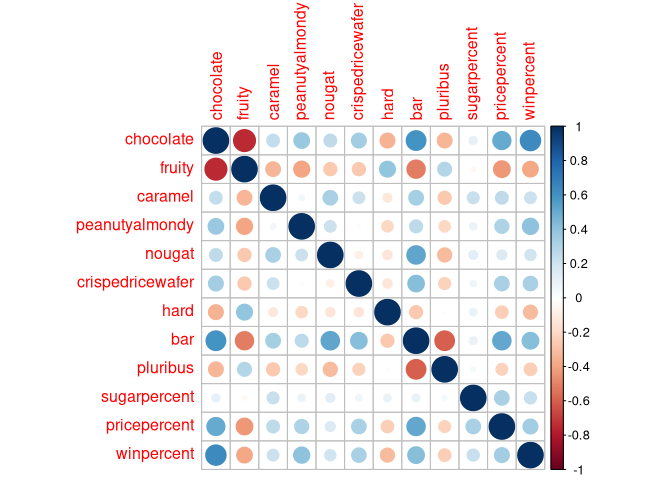 chocolate
fruity
caramel
peanutyalmondy
nougat
crispedricewafer
hard
bar
pluribus
sugarpercent
pricepercent
winpercent
chocolate
fruity
caramel
peanutyalmondy
nougat
crispedricewafer
hard
bar
pluribus
sugarpercent
pricepercent
winpercent
1
0.8
0.6
0.4
0.2
0
-0.2
-0.4
-0.6
-0.8
-1